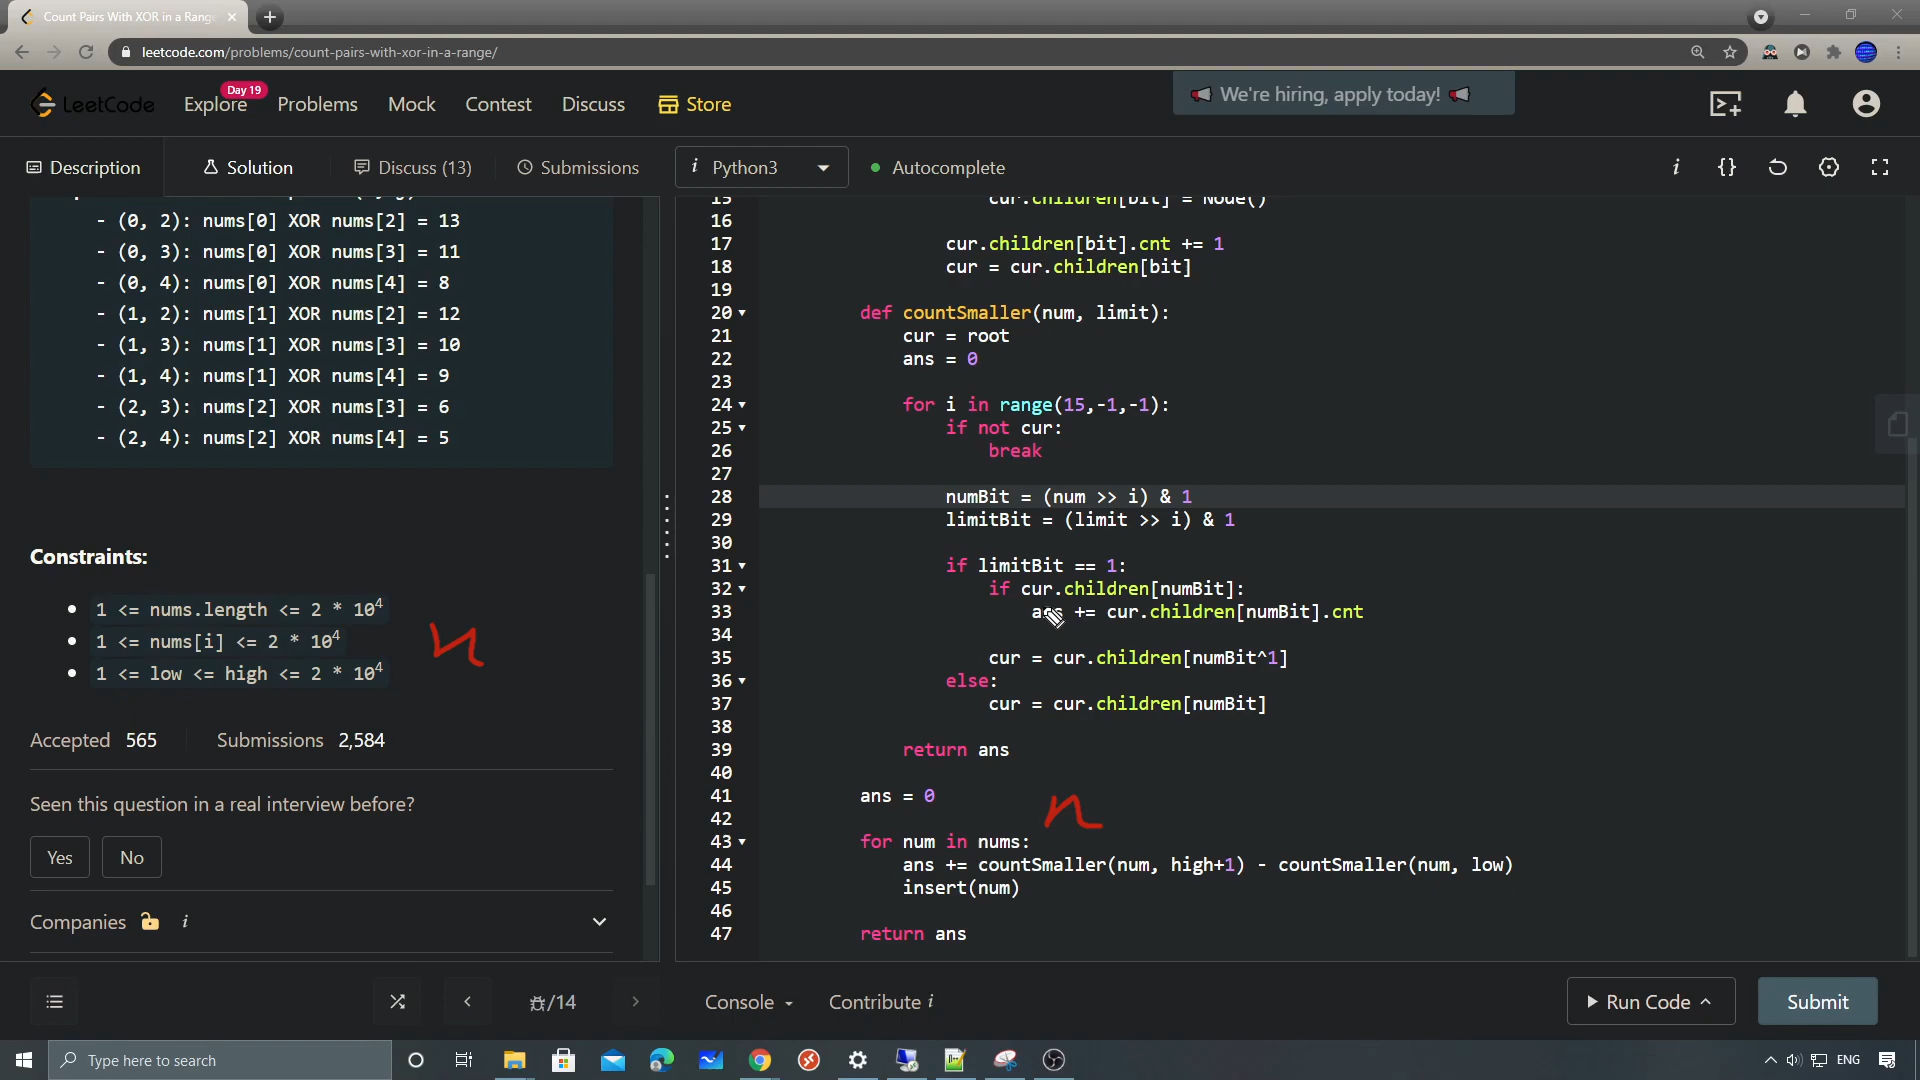 Count Pairs With XOR in a Rang
leetcode.com/problems/count-pairs-with-xor-in-a-range/
LeetCode
Explore
Day 19
Problems
Mock
Contest
Discuss
Store
We're hiring, apply today!
Description
Solution
Discuss (13)
Submissions
Python3
Autocomplete
- (0, 2): nums[0] XOR nums[2] = 13
- (0, 3): nums[0] XOR nums[3] = 11
- (0, 4): nums[0] XOR nums[4] = 8
- (1, 2): nums[1] XOR nums[2] = 12
- (1, 3): nums[1] XOR nums[3] = 10
- (1, 4): nums[1] XOR nums[4] = 9
- (2, 3): nums[2] XOR nums[3] = 6
- (2, 4): nums[2] XOR nums[4] = 5
Constraints:
1 <= nums.length <= 2 * 10⁴
1 <= nums[i] <= 2 * 10⁴
1 <= low <= high <= 2 * 10⁴
n
Accepted 565 Submissions 2,584
Seen this question in a real interview before?
Yes No
Companies i
15 cur.children[bit] = Node()
16
17 cur.children[bit].cnt += 1
18 cur = cur.children[bit]
19
20 def countSmaller(num, limit):
21 cur = root
22 ans = 0
23
24 for i in range(15,-1,-1):
25 if not cur:
26 break
27
28 numBit = (num >> i) & 1
29 limitBit = (limit >> i) & 1
30
31 if limitBit == 1:
32 if cur.children[numBit]:
33 ans += cur.children[numBit].cnt
34
35 cur = cur.children[numBit^1]
36 else:
37 cur = cur.children[numBit]
38
39 return ans
40
41 ans = 0
n
42
43 for num in nums:
44 ans += countSmaller(num, high+1) - countSmaller(num, low)
45 insert(num)
46
47 return ans
/14
Console
Contribute i
Run Code
Submit
Type here to search
ENG